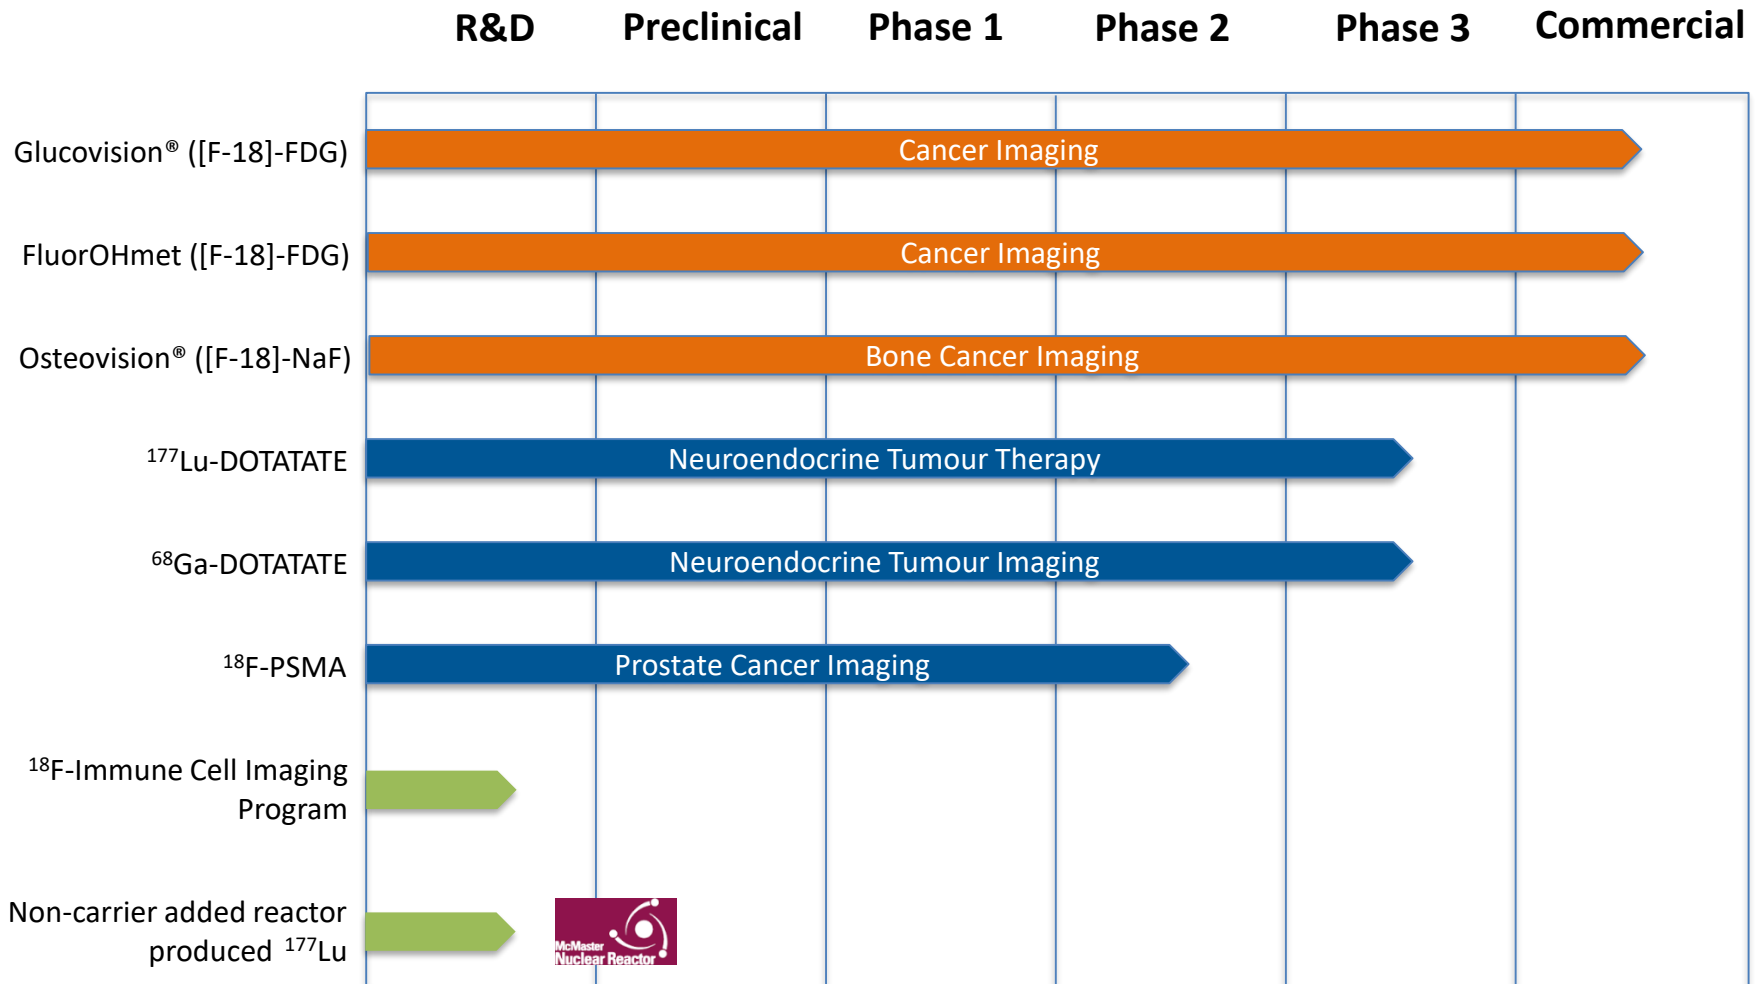 R&D Preclinical Phase 1 Phase 2 Phase 3 Commercial
Glucovision® ([F-18]-FDG) Cancer Imaging
FluorOHmet ([F-18]-FDG) Cancer Imaging
Osteovision® ([F-18]-NaF) Bone Cancer Imaging
¹⁷⁷Lu-DOTATATE Neuroendocrine Tumour Therapy
⁶⁸Ga-DOTATATE Neuroendocrine Tumour Imaging
¹⁸F-PSMA Prostate Cancer Imaging
¹⁸F-Immune Cell Imaging
Program
Non-carrier added reactor
produced ¹⁷⁷Lu
McMaster
Nuclear Reactor